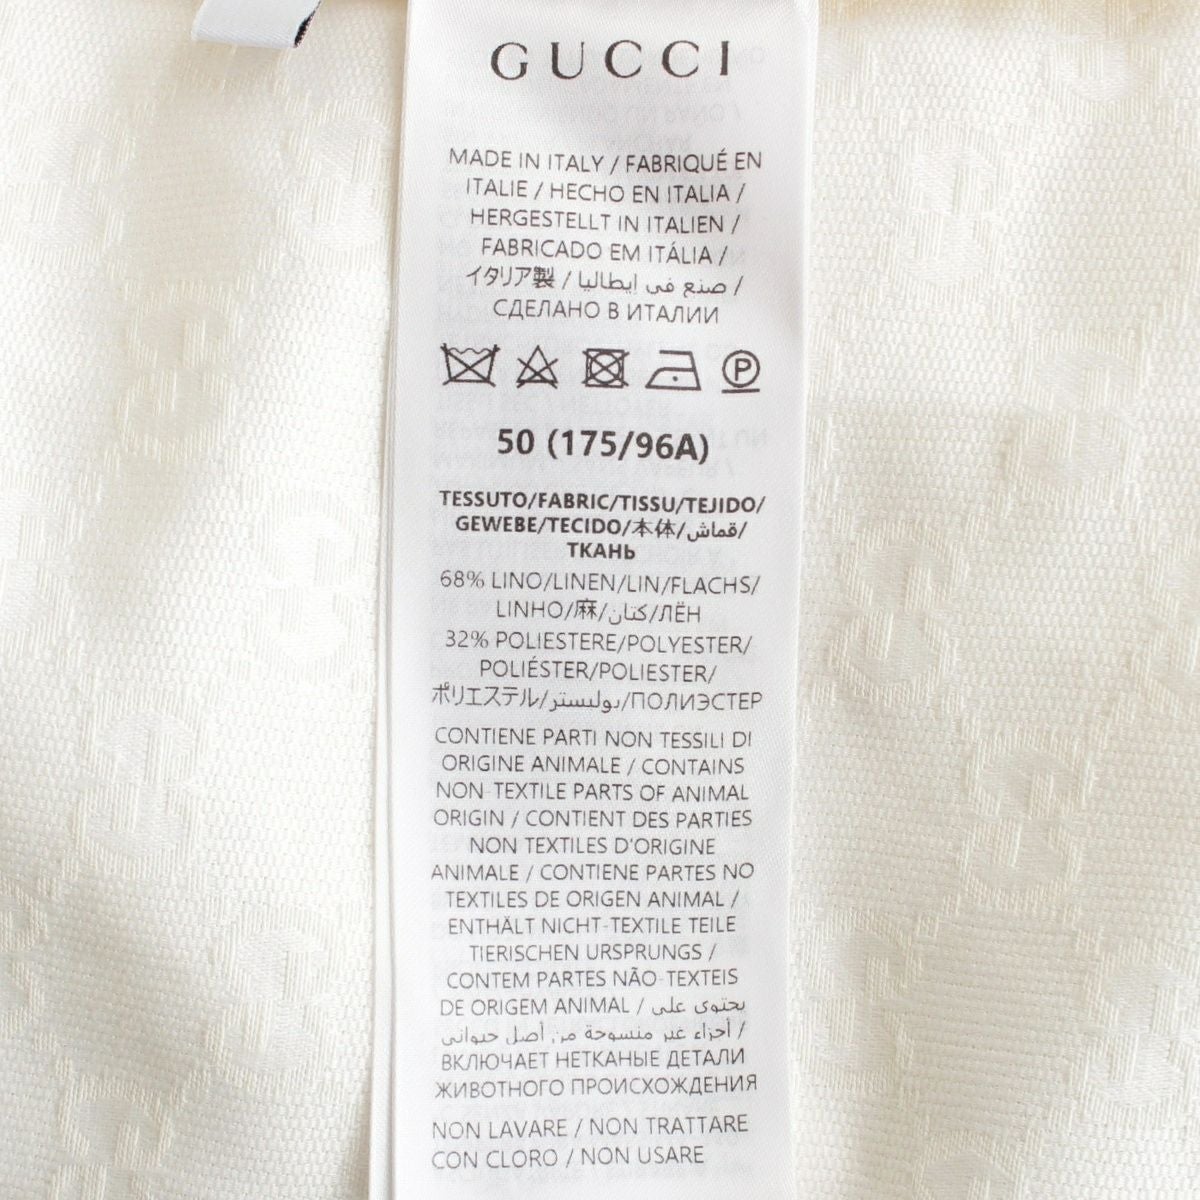 GUCCI
MADE IN ITALY / FABRIQUÉ EN
ITALIE / HECHO EN ITALIA /
HERGESTELLT IN ITALIEN /
FABRICADO EM ITÁLIA /
イタリア製 / صنع في إيطاليا /
СДЕЛАНО В ИТАЛИИ
P
50 (175/96A)
TESSUTO/FABRIC/TISSU/TEJIDO/
GEWEBE/TECIDO/本体/قماش/
ТКАНЬ
68% LINO/LINEN/LIN/FLACHS/
LINHO/麻/كتان/ЛЁН
32% POLIESTERE/POLYESTER/
POLIÉSTER/POLIESTER/
ポリエステル/بوليستر/ПОЛИЭСТЕР
CONTIENE PARTI NON TESSILI DI
ORIGINE ANIMALE / CONTAINS
NON-TEXTILE PARTS OF ANIMAL
ORIGIN / CONTIENT DES PARTIES
NON TEXTILES D'ORIGINE
ANIMALE / CONTIENE PARTES NO
TEXTILES DE ORIGEN ANIMAL /
ENTHÄLT NICHT-TEXTILE TEILE
TIERISCHEN URSPRUNGS /
CONTEM PARTES NÃO-TEXTEIS
DE ORIGEM ANIMAL / يحتوى على
أجزاء غير منسوجة من أصل حيواني /
ВКЛЮЧАЕТ НЕТКАНЫЕ ДЕТАЛИ
ЖИВОТНОГО ПРОИСХОЖДЕНИЯ
NON LAVARE / NON TRATTARE
CON CLORO / NON USARE